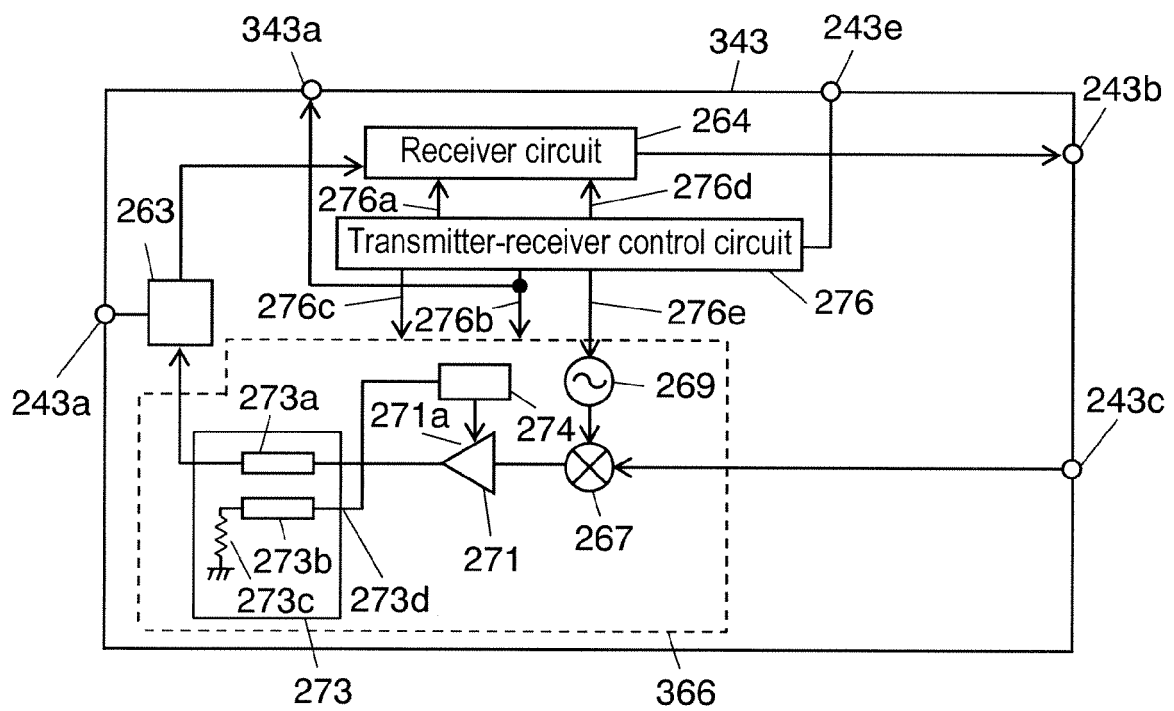 343a
343
243e
243b
264
Receiver circuit
276a
276d
263
Transmitter-receiver control circuit
276c
276b
276e
276
243a
273a
271a
274
269
243c
273b
271
267
273c
273d
273
366